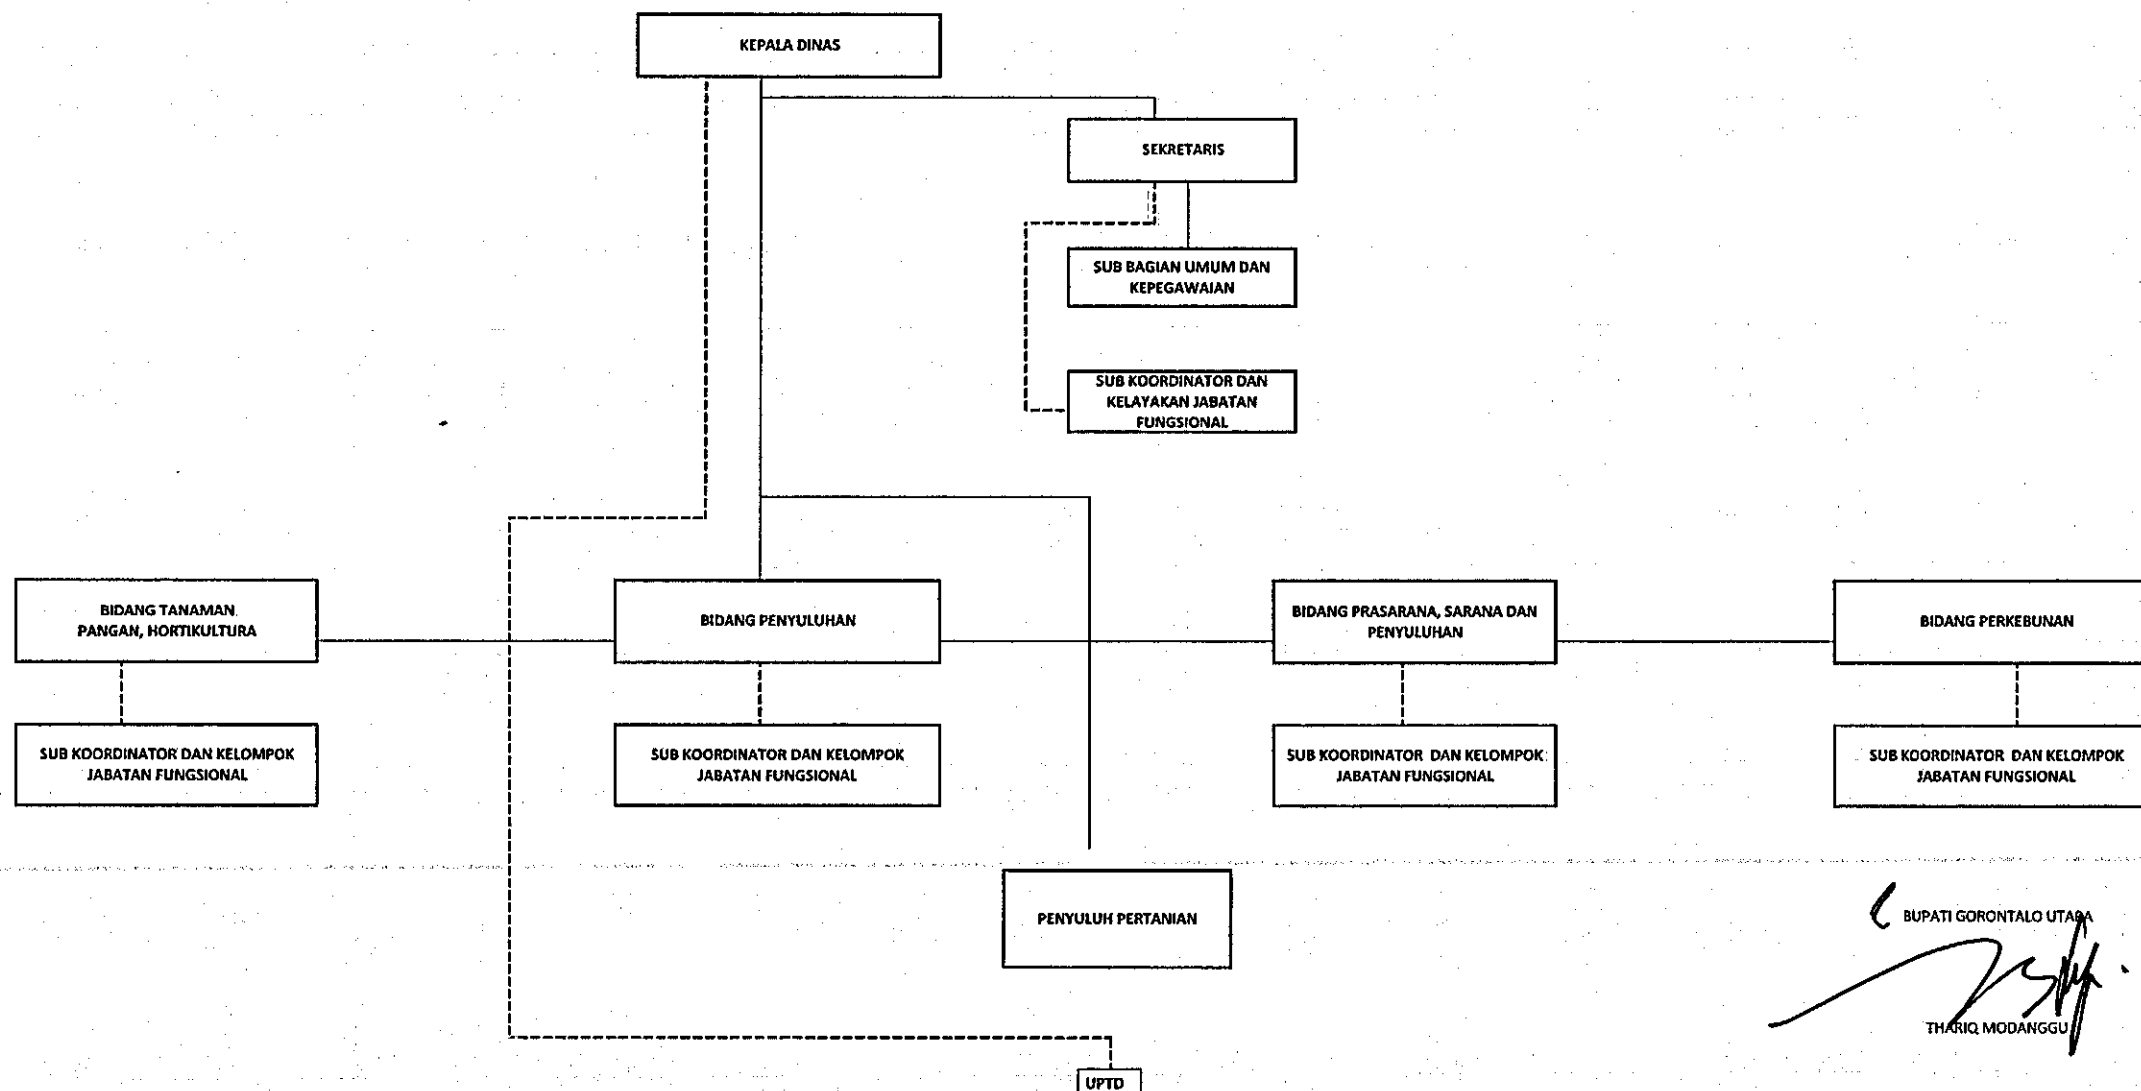 KEPALA DINAS
SEKRETARIS
SUB BAGIAN UMUM DAN
KEPEGAWAIAN
SUB KOORDINATOR DAN
KELAYAKAN JABATAN
FUNGSIONAL
BIDANG TANAMAN
PANGAN, HORTIKULTURA
BIDANG PENYULUHAN
BIDANG PRASARANA, SARANA DAN
PENYULUHAN
BIDANG PERKEBUNAN
SUB KOORDINATOR DAN KELOMPOK
JABATAN FUNGSIONAL
SUB KOORDINATOR DAN KELOMPOK
JABATAN FUNGSIONAL
SUB KOORDINATOR DAN KELOMPOK
JABATAN FUNGSIONAL
SUB KOORDINATOR DAN KELOMPOK
JABATAN FUNGSIONAL
PENYULUH PERTANIAN
BUPATI GORONTALO UTARA
THARIQ MODANGGU
UPTD